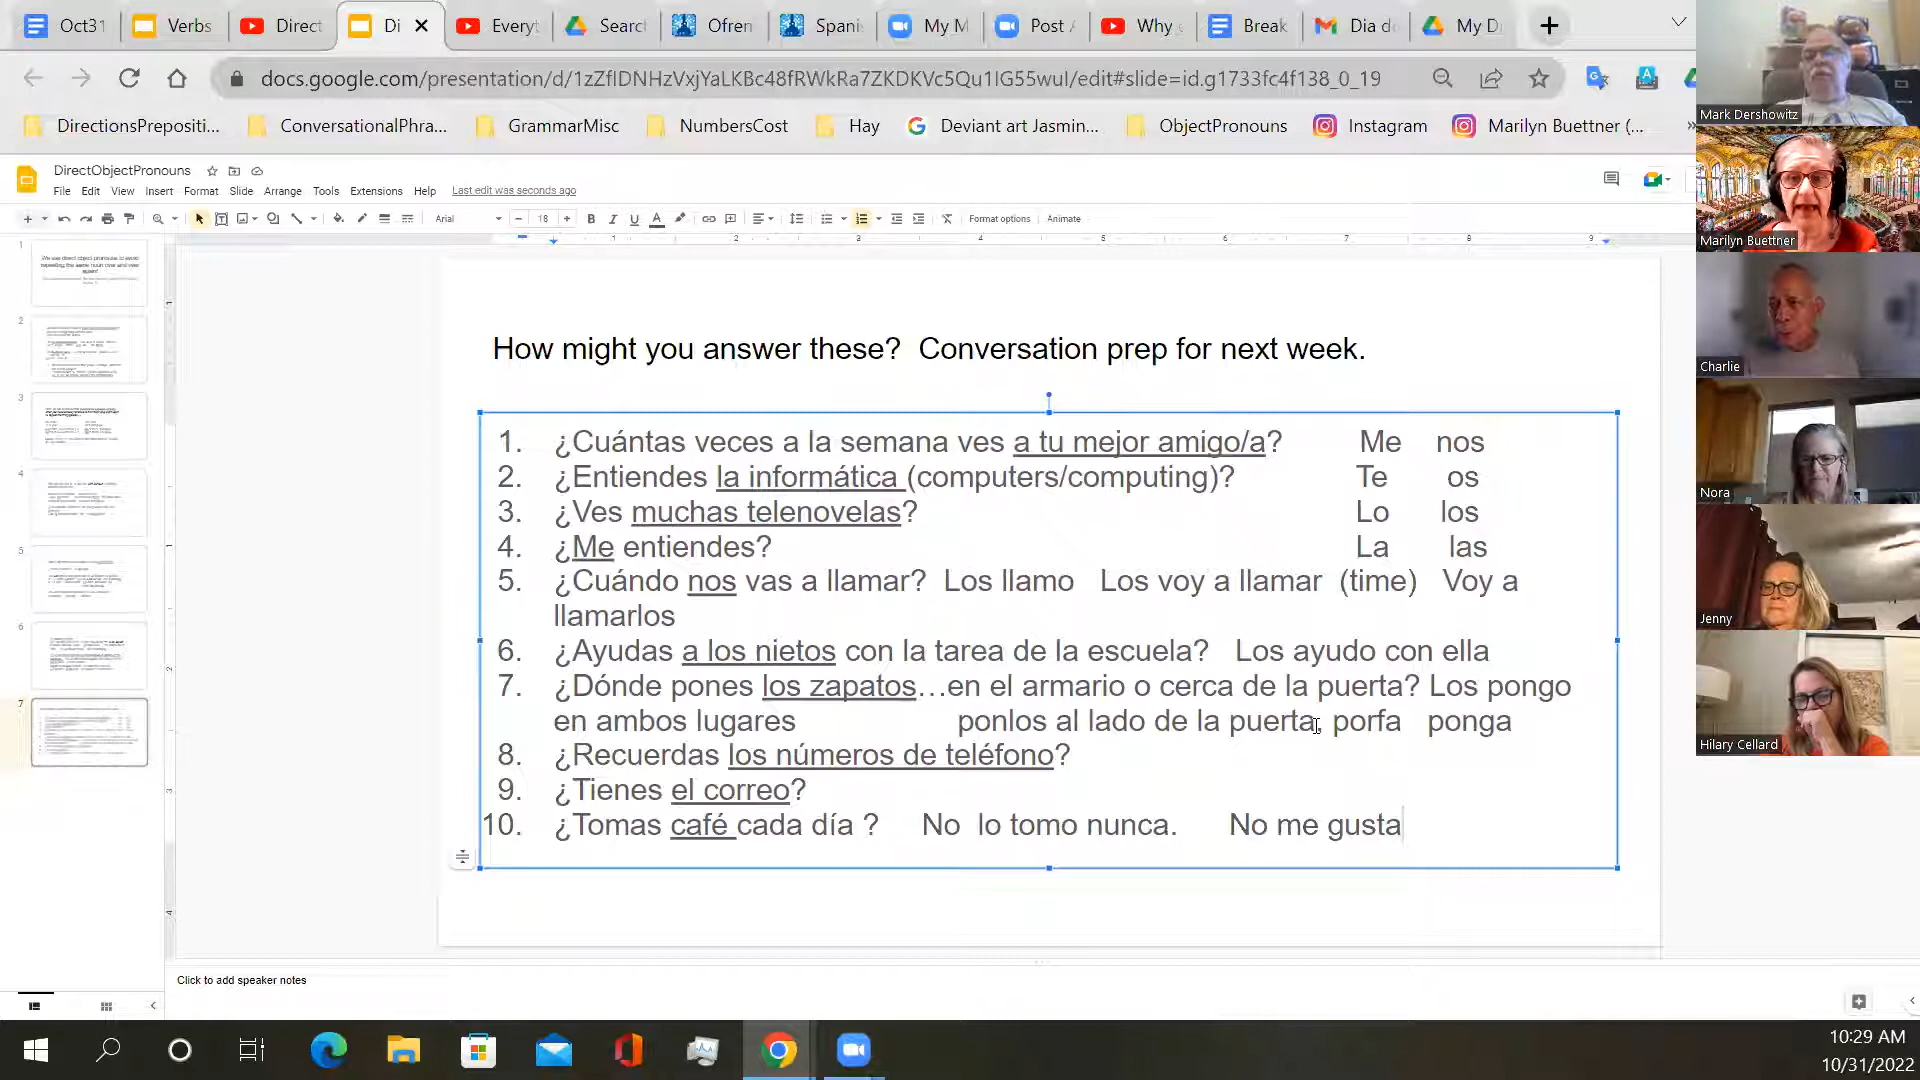 Oct31
Verbs
Direct
Di
Every
Searc
Ofren
Spani
My M
Post
Why
Break
Dia d
My D
docs.google.com/presentation/d/1zZflDNHzVxjYaLKBc48fRWkRa7ZKDKVc5Qu1IG55wuI/edit#slide=id.g1733fc4f138_0_19
DirectionsPrepositi... ConversationalPhra... GrammarMisc NumbersCost Hay Deviant art Jasmin... ObjectPronouns Instagram Marilyn Buettner (... »
DirectObjectPronouns
File Edit View Insert Format Slide Arrange Tools Extensions Help Last edit was seconds ago
Arial 18 Format options Animate
How might you answer these?  Conversation prep for next week.
1. ¿Cuántas veces a la semana ves a tu mejor amigo/a? Me nos
2. ¿Entiendes la informática (computers/computing)? Te os
3. ¿Ves muchas telenovelas? Lo los
4. ¿Me entiendes? La las
5. ¿Cuándo nos vas a llamar? Los llamo Los voy a llamar (time) Voy a
llamarlos
6. ¿Ayudas a los nietos con la tarea de la escuela? Los ayudo con ella
7. ¿Dónde pones los zapatos…en el armario o cerca de la puerta? Los pongo
en ambos lugares ponlos al lado de la puerta, porfa ponga
8. ¿Recuerdas los números de teléfono?
9. ¿Tienes el correo?
10. ¿Tomas café cada día ? No lo tomo nunca. No me gusta
Click to add speaker notes
Mark Dershowitz
Marilyn Buettner
Charlie
Nora
Jenny
Hilary Cellard
10:29 AM
10/31/2022